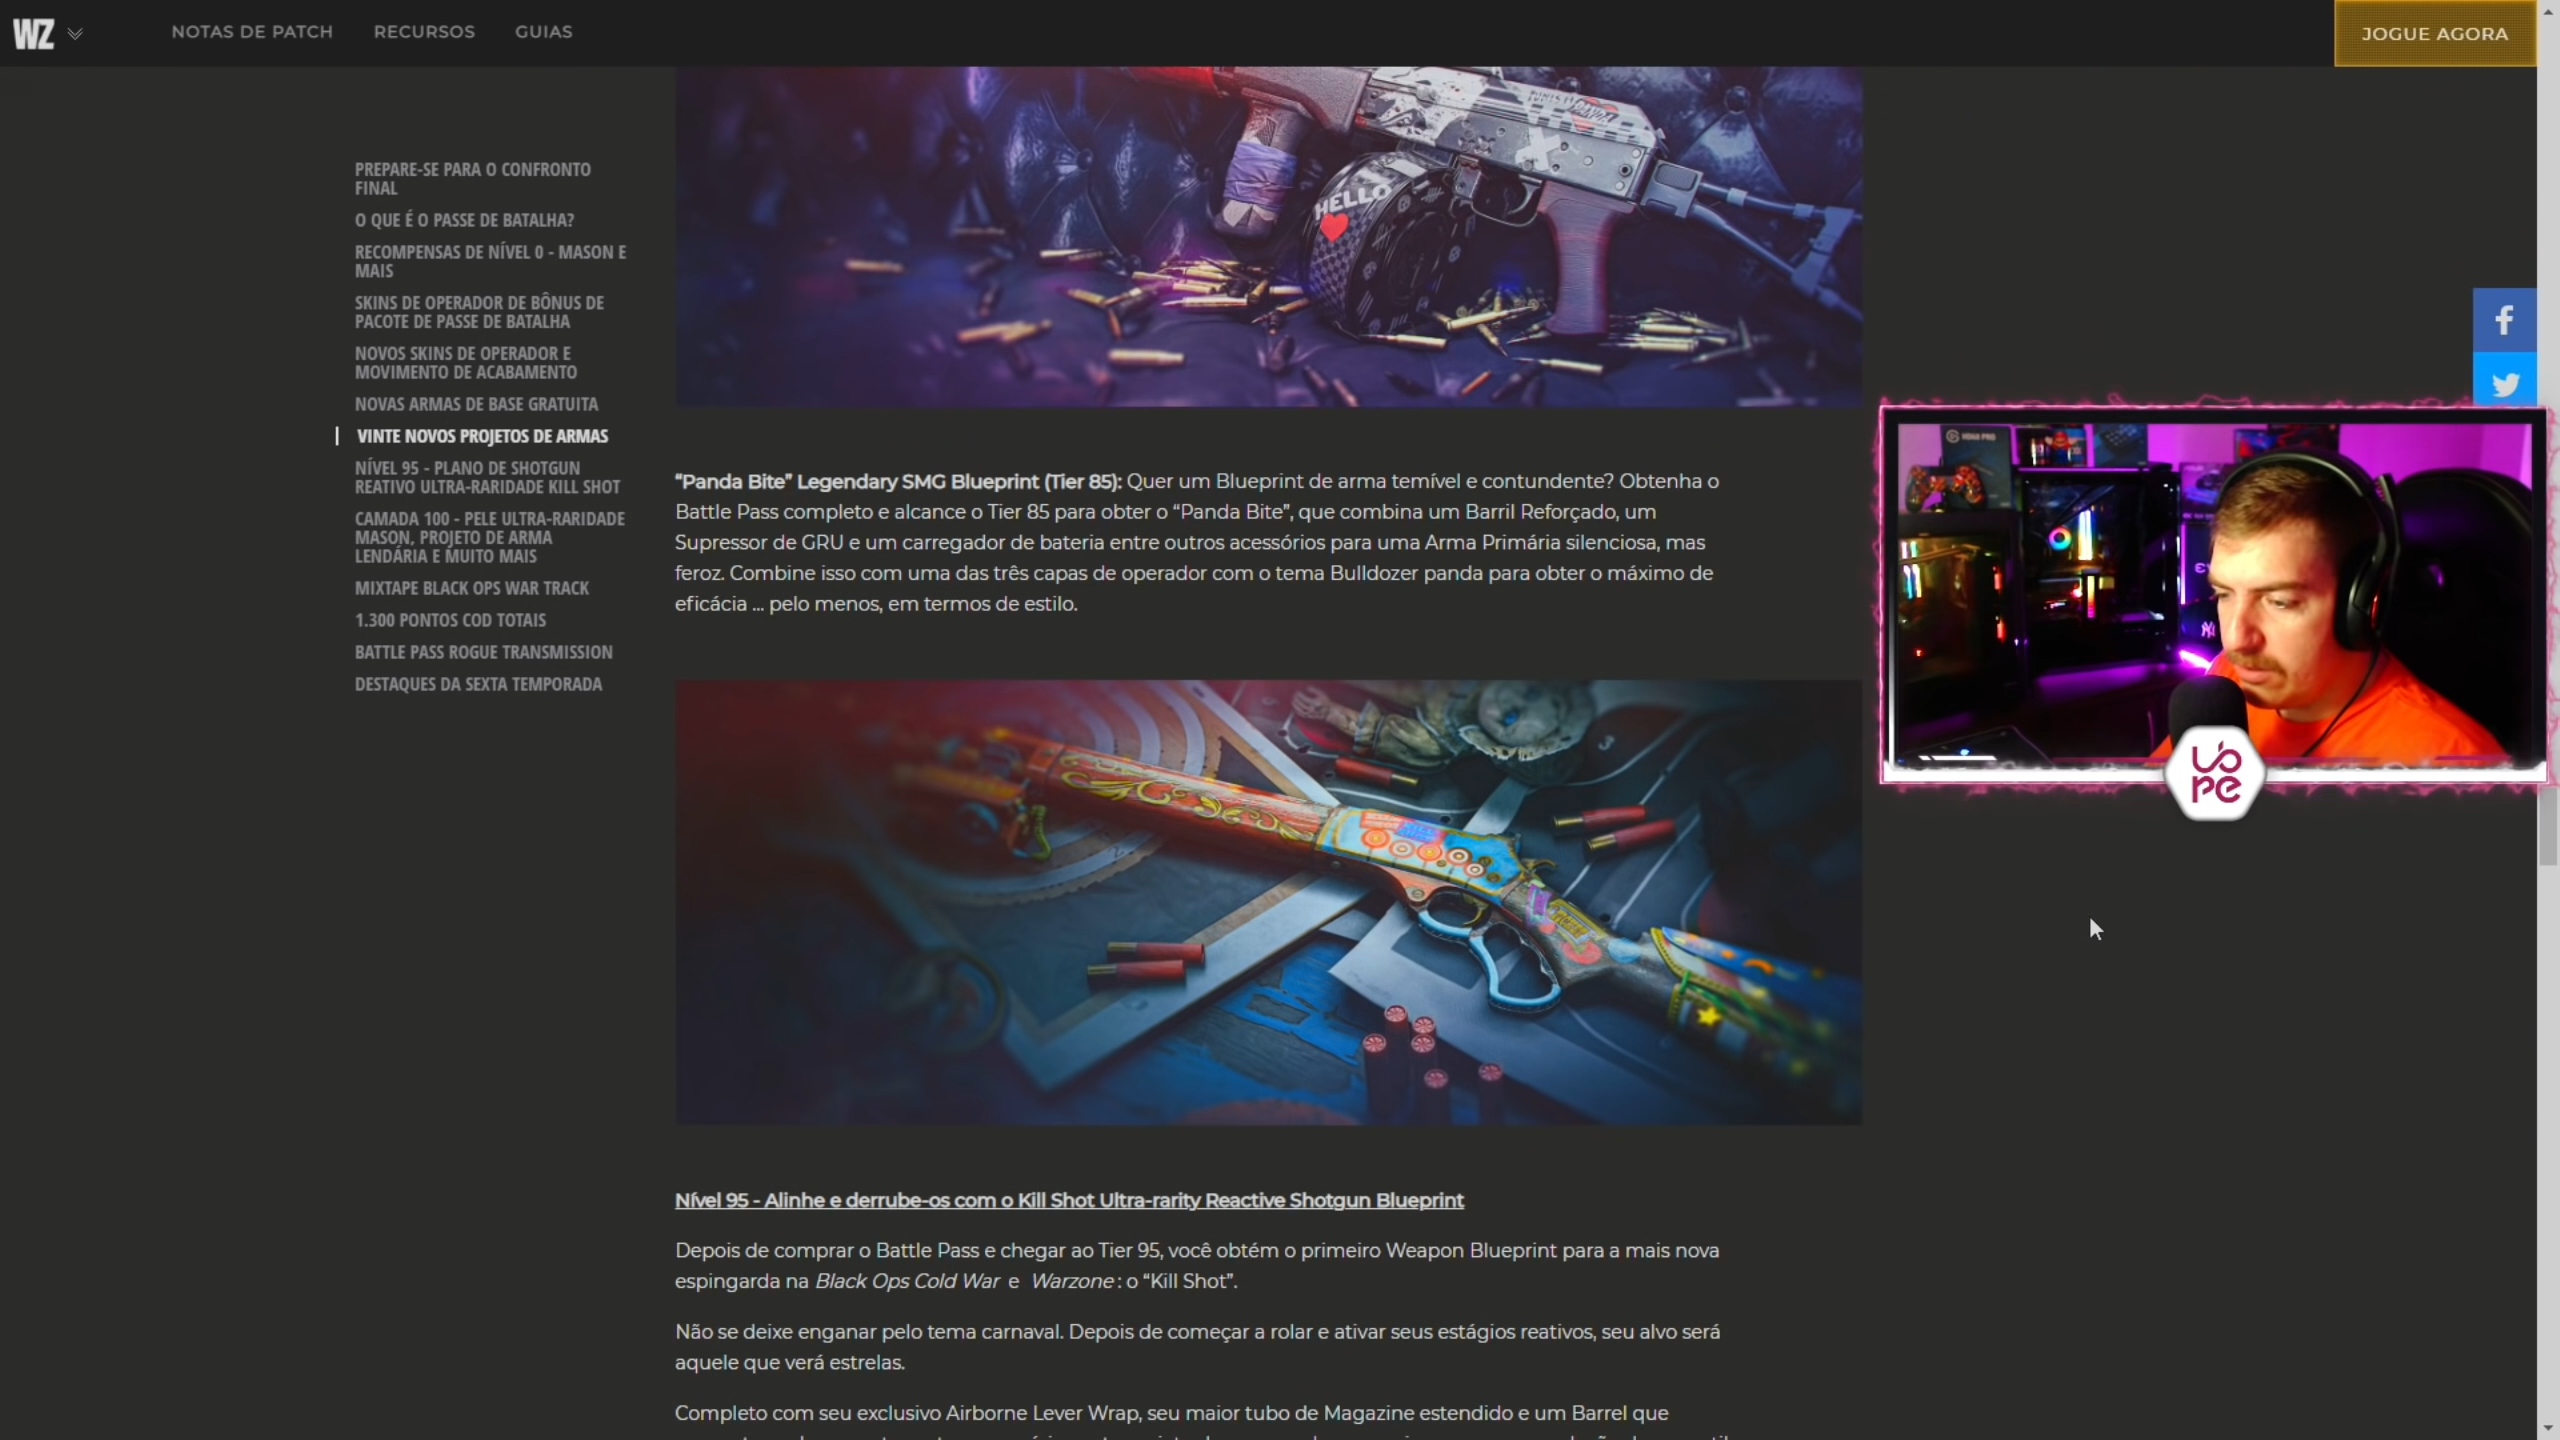 WZ
NOTAS DE PATCH
RECURSOS
GUIAS
JOGUE AGORA
PREPARE-SE PARA O CONFRONTO
FINAL
O QUE É O PASSE DE BATALHA?
RECOMPENSAS DE NÍVEL 0 - MASON E
MAIS
SKINS DE OPERADOR DE BÔNUS DE
PACOTE DE PASSE DE BATALHA
NOVOS SKINS DE OPERADOR E
MOVIMENTO DE ACABAMENTO
NOVAS ARMAS DE BASE GRATUITA
VINTE NOVOS PROJETOS DE ARMAS
NÍVEL 95 - PLANO DE SHOTGUN
REATIVO ULTRA-RARIDADE KILL SHOT
CAMADA 100 - PELE ULTRA-RARIDADE
MASON, PROJETO DE ARMA
LENDÁRIA E MUITO MAIS
MIXTAPE BLACK OPS WAR TRACK
1.300 PONTOS COD TOTAIS
BATTLE PASS ROGUE TRANSMISSION
DESTAQUES DA SEXTA TEMPORADA
HELLO
“Panda Bite” Legendary SMG Blueprint (Tier 85): Quer um Blueprint de arma temível e contundente? Obtenha o
Battle Pass completo e alcance o Tier 85 para obter o “Panda Bite”, que combina um Barril Reforçado, um
Supressor de GRU e um carregador de bateria entre outros acessórios para uma Arma Primária silenciosa, mas
feroz. Combine isso com uma das três capas de operador com o tema Bulldozer panda para obter o máximo de
eficácia ... pelo menos, em termos de estilo.
UO
PE
Nível 95 - Alinhe e derrube-os com o Kill Shot Ultra-rarity Reactive Shotgun Blueprint
Depois de comprar o Battle Pass e chegar ao Tier 95, você obtém o primeiro Weapon Blueprint para a mais nova
espingarda na Black Ops Cold War e Warzone : o “Kill Shot”.
Não se deixe enganar pelo tema carnaval. Depois de começar a rolar e ativar seus estágios reativos, seu alvo será
aquele que verá estrelas.
Completo com seu exclusivo Airborne Lever Wrap, seu maior tubo de Magazine estendido e um Barrel que